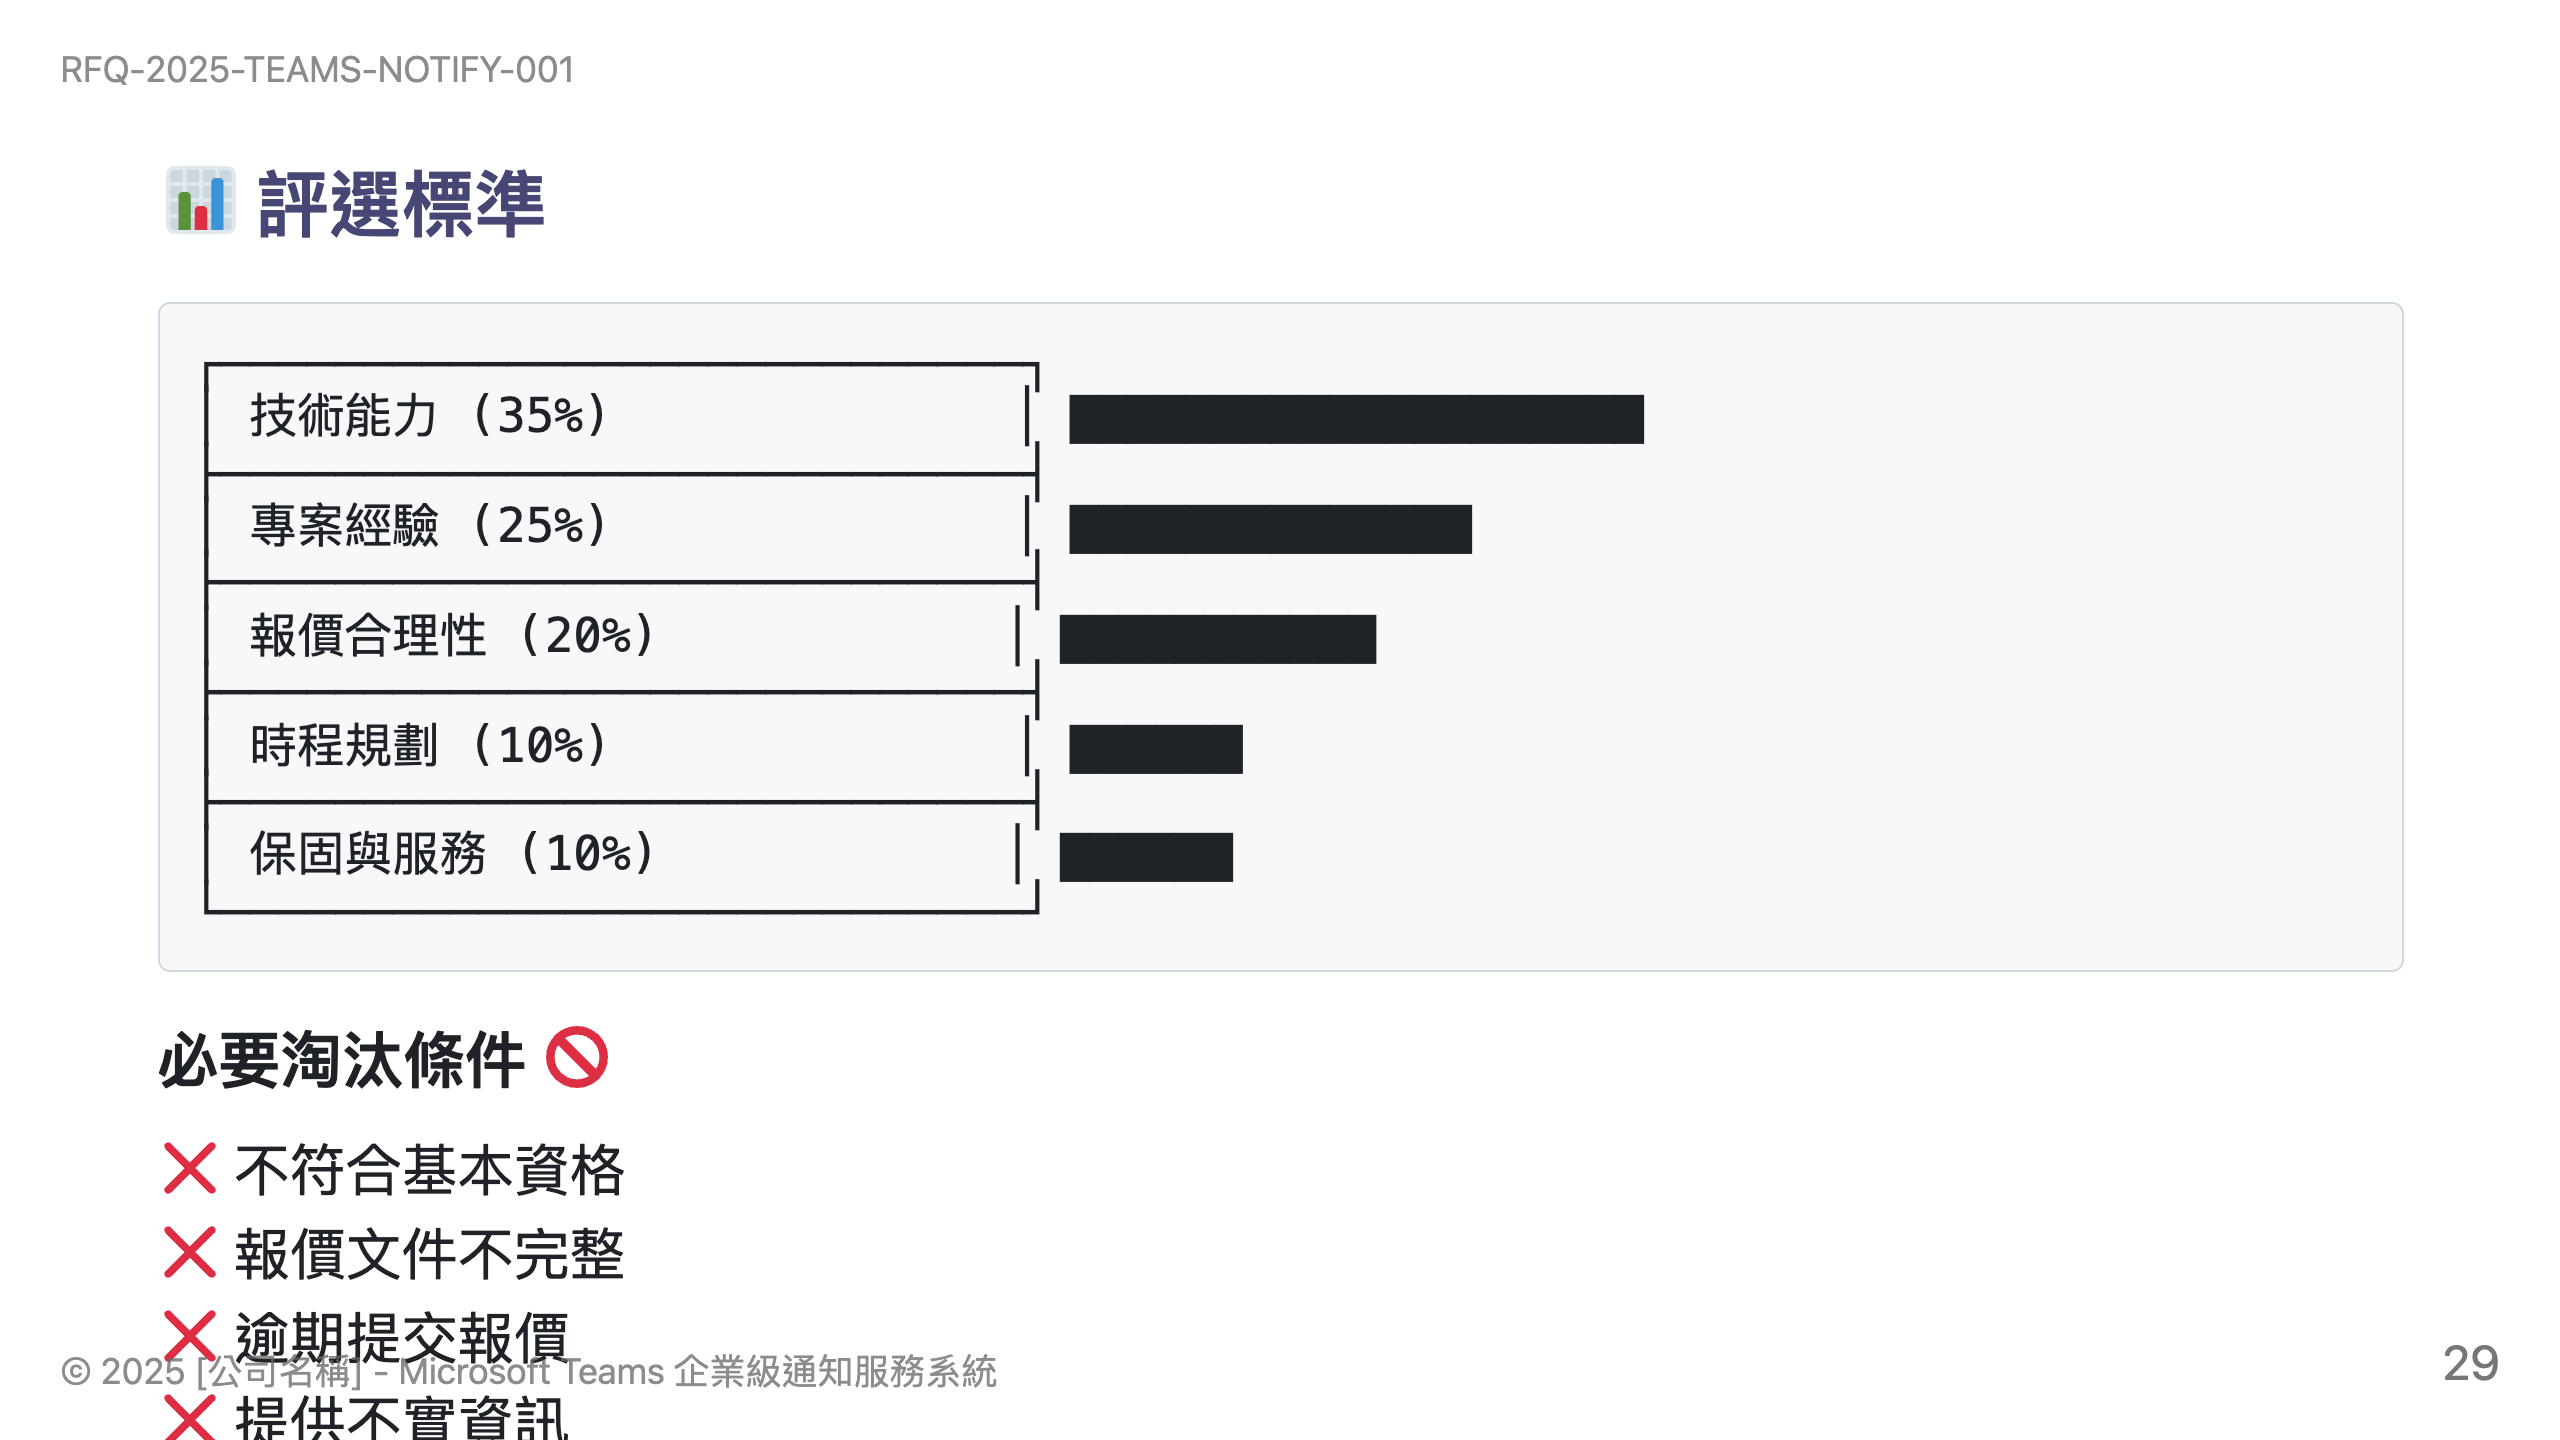 RFQ-2025-TEAMS-NOTIFY-001
📊 評選標準
技術能力 (35%)
專案經驗 (25%)
報價合理性 (20%)
時程規劃 (10%)
保固與服務 (10%)
必要淘汰條件 🚫
❌ 不符合基本資格
❌ 報價文件不完整
❌ 逾期提交報價
© 2025 [公司名稱] - Microsoft Teams 企業級通知服務系統
29
❌ 提供不實資訊